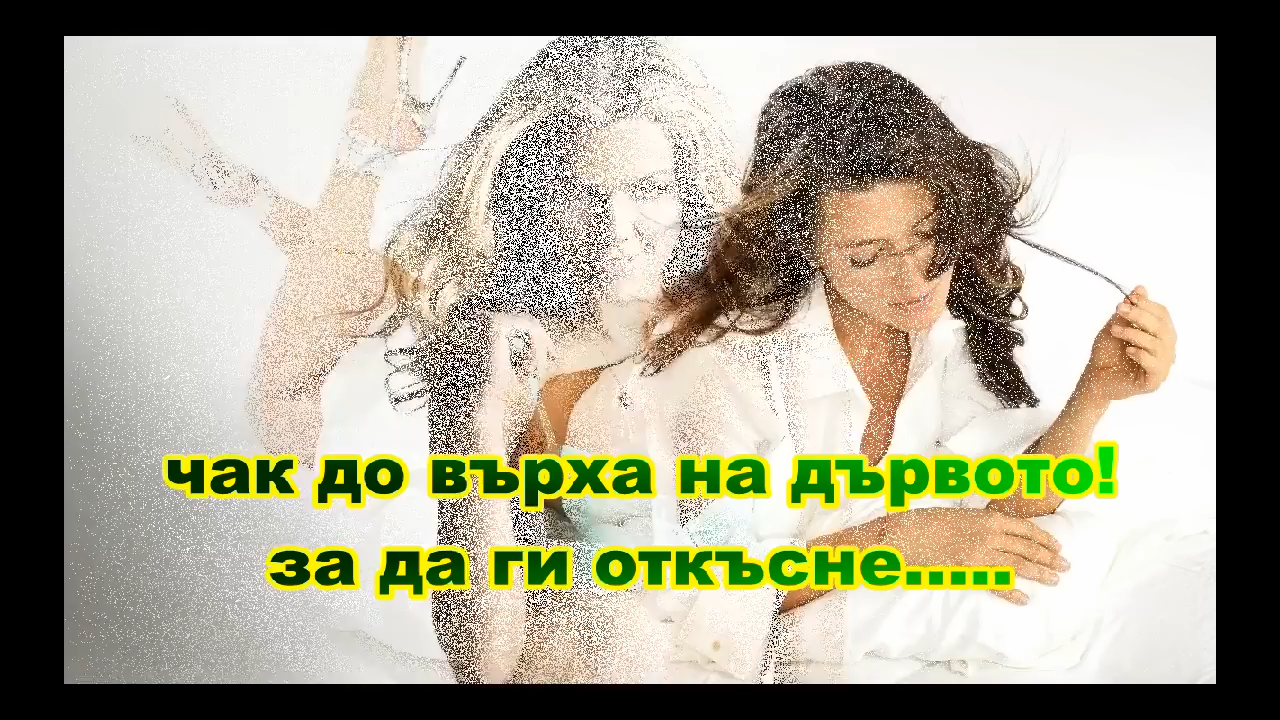 чак до върха на дървото!
за да ги откъсне.....